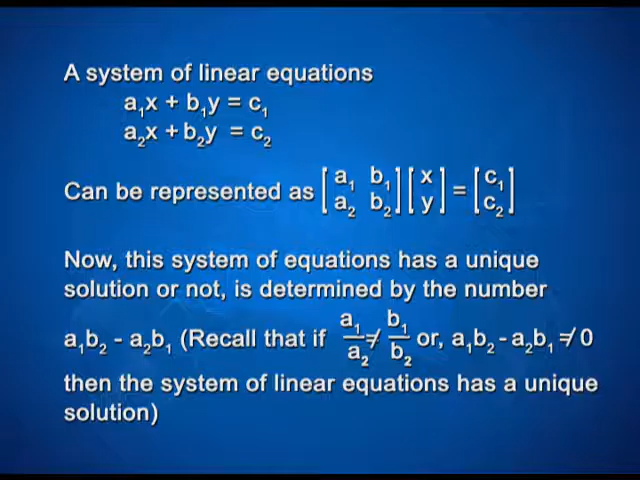 A system of linear equations
a₁x + b₁y = c₁
a₂x + b₂y = c₂
Can be represented as [a₁ b₁; a₂ b₂] [x; y] = [c₁; c₂]
Now, this system of equations has a unique
solution or not, is determined by the number
a₁b₂ - a₂b₁ (Recall that if a₁/a₂ ≠ b₁/b₂ or, a₁b₂ - a₂b₁ ≠ 0
then the system of linear equations has a unique
solution)